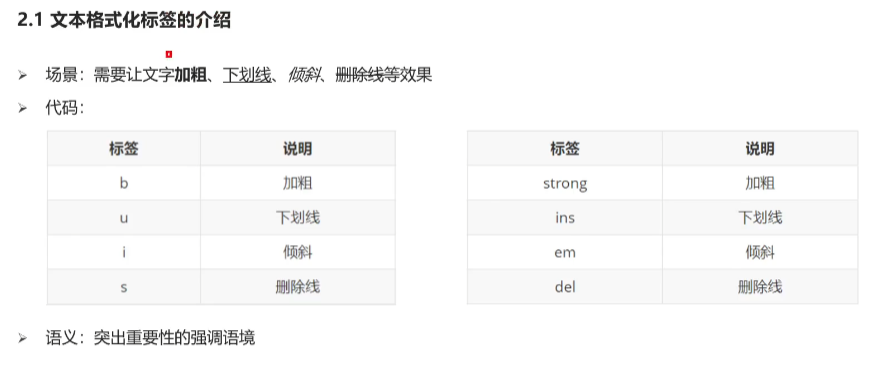 2.1 文本格式化标签的介绍
场景：需要让文字加粗、下划线、倾斜、删除线等效果
代码：
标签 说明
b 加粗
u 下划线
i 倾斜
s 删除线
标签 说明
strong 加粗
ins 下划线
em 倾斜
del 删除线
语义：突出重要性的强调语境